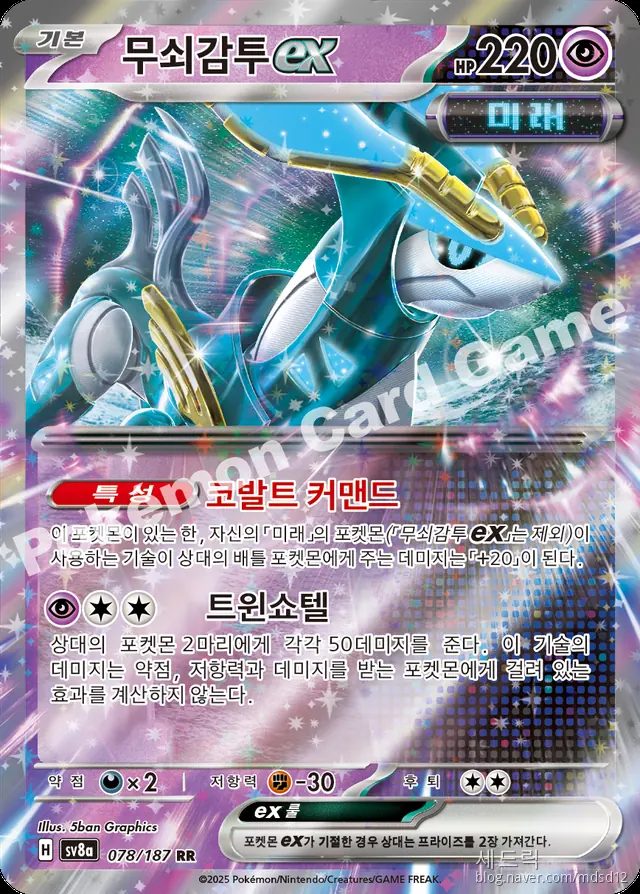 기본 무쇠감투ex HP220
미래
Pokémon Card Game
특성 코발트 커맨드
이 포켓몬이 있는 한, 자신의 「미래」의 포켓몬(「무쇠감투 ex」는 제외)이
사용하는 기술이 상대의 배틀 포켓몬에게 주는 데미지는 「+20」이 된다.
트윈쇼텔
상대의 포켓몬 2마리에게 각각 50데미지를 준다. 이 기술의
데미지는 약점, 저항력과 데미지를 받는 포켓몬에게 걸려 있는
효과를 계산하지 않는다.
약점 ×2 저항력 -30 후퇴
ex 룰
포켓몬 ex가 기절한 경우 상대는 프라이즈를 2장 가져간다.
Illus. 5ban Graphics
H sv8a 078/187 RR
©2025 Pokémon/Nintendo/Creatures/GAME FREAK.
세드릭
blog.naver.com/mdsd12